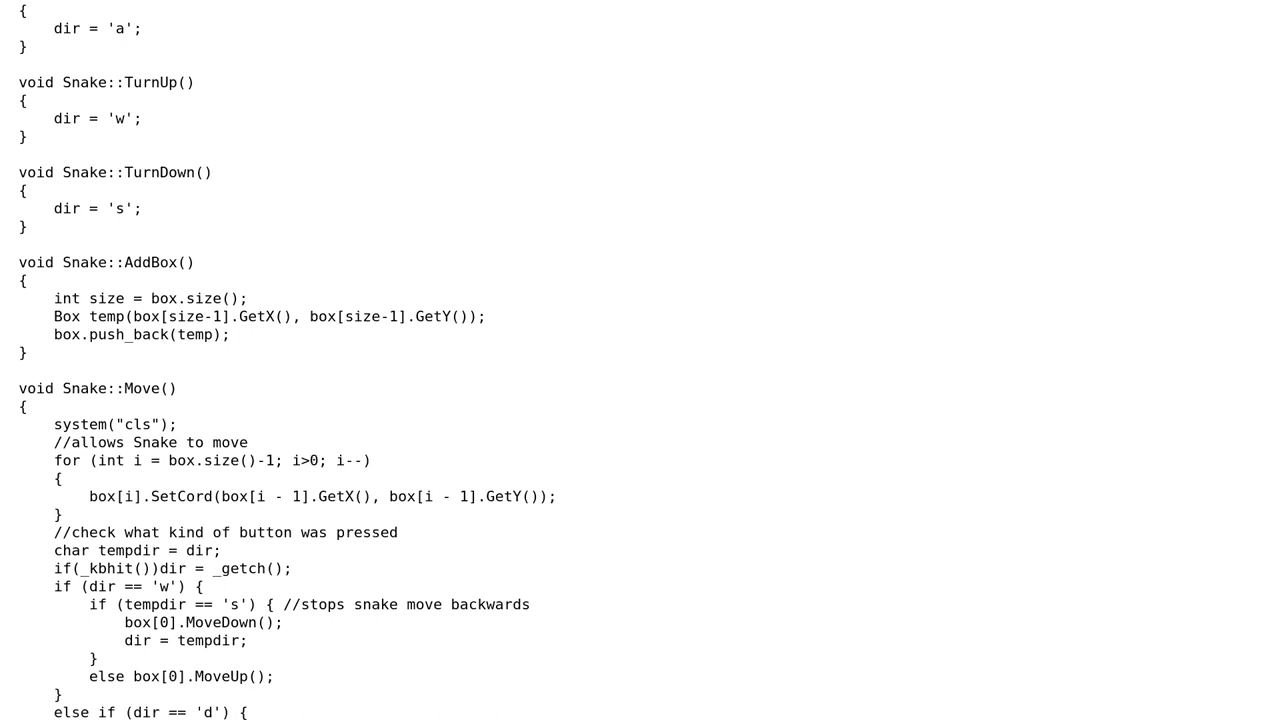 {
    dir = 'a';
}

void Snake::TurnUp()
{
    dir = 'w';
}

void Snake::TurnDown()
{
    dir = 's';
}

void Snake::AddBox()
{
    int size = box.size();
    Box temp(box[size-1].GetX(), box[size-1].GetY());
    box.push_back(temp);
}

void Snake::Move()
{
    system("cls");
    //allows Snake to move
    for (int i = box.size()-1; i>0; i--)
    {
        box[i].SetCord(box[i - 1].GetX(), box[i - 1].GetY());
    }
    //check what kind of button was pressed
    char tempdir = dir;
    if(_kbhit())dir = _getch();
    if (dir == 'w') {
        if (tempdir == 's') { //stops snake move backwards
            box[0].MoveDown();
            dir = tempdir;
        }
        else box[0].MoveUp();
    }
    else if (dir == 'd') {